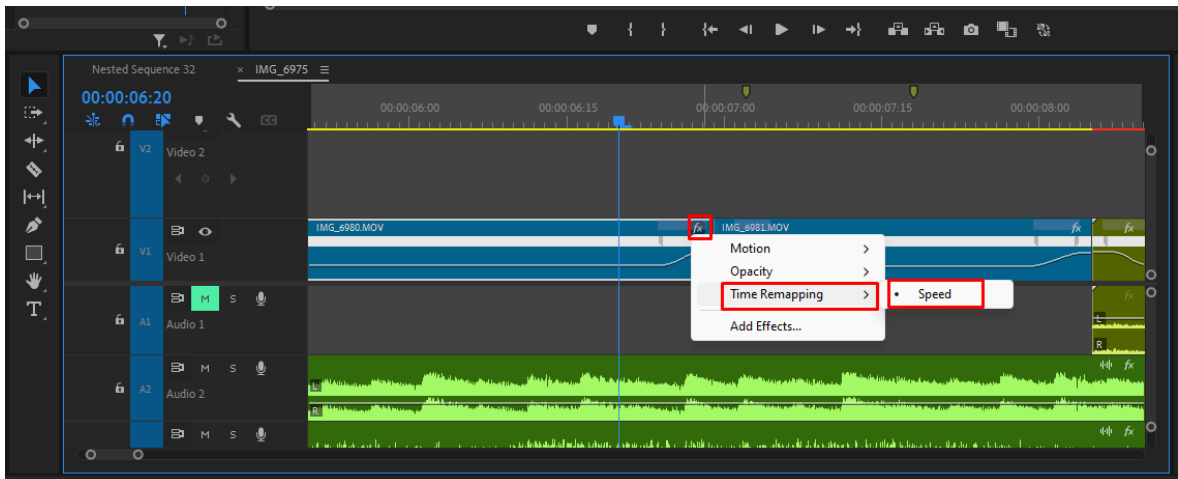 Nested Sequence 32 × IMG_6975
00:00:06:20
00:00:06:00 00:00:06:15 00:00:07:00 00:00:07:15 00:00:08:00
CC
V2 Video 2
IMG_6980.MOV fx IMG_6981.MOV fx fx
V1 Video 1
Motion
Opacity
Time Remapping
Speed
Add Effects...
M S
A1 Audio 1
fx
L
R
M S
A2 Audio 2
fx
L
R
M S
fx
T